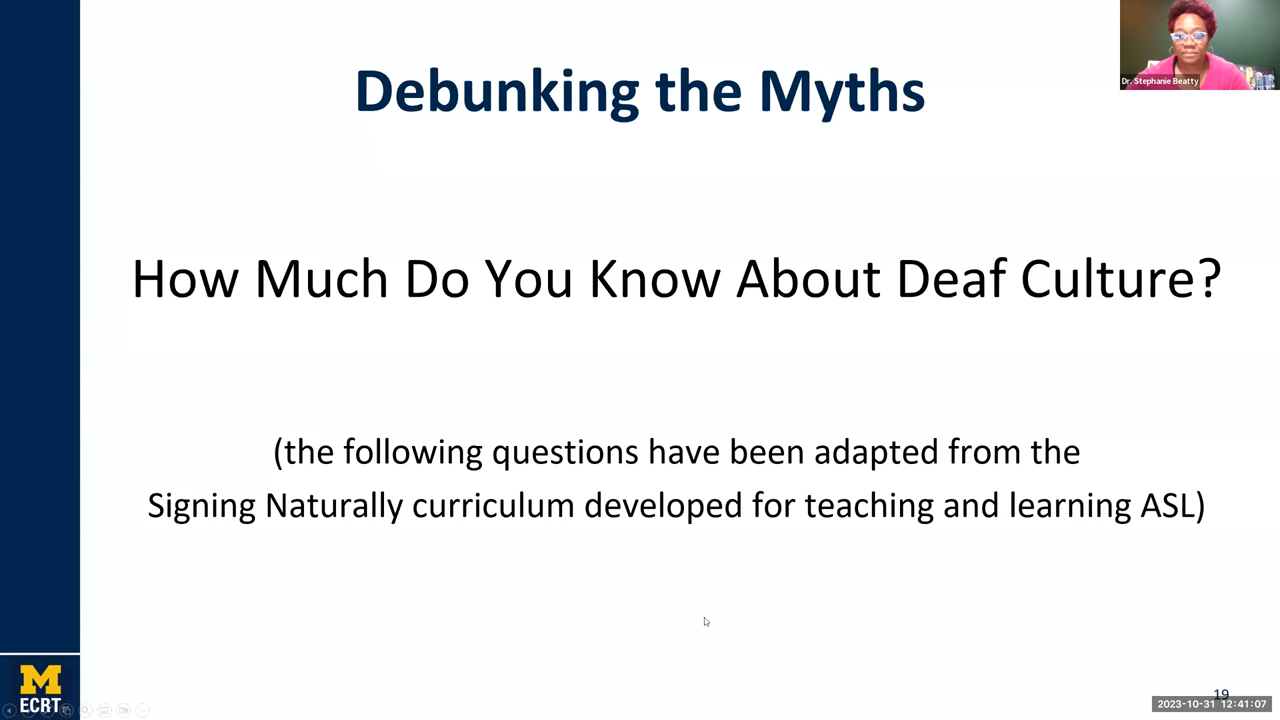 Debunking the Myths
Dr. Stephanie Beatty
How Much Do You Know About Deaf Culture?
(the following questions have been adapted from the
Signing Naturally curriculum developed for teaching and learning ASL)
M
ECRT
19
2023-10-31 12:41:07